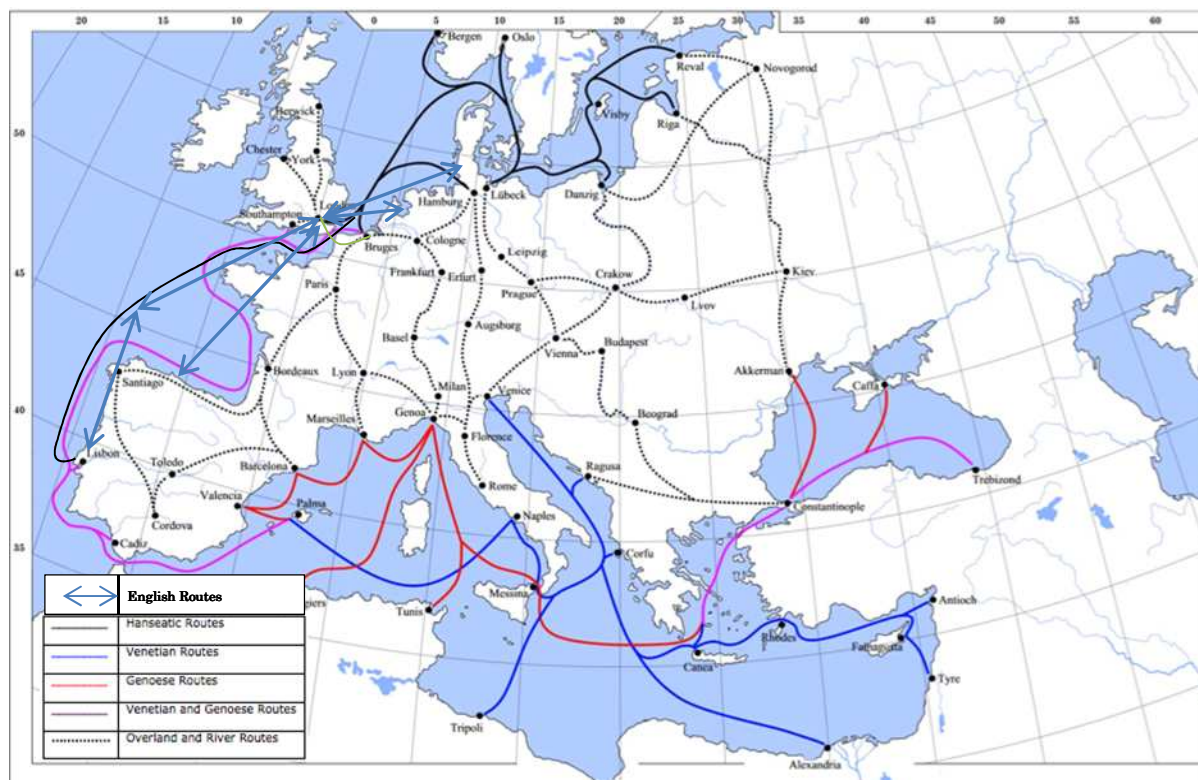 20 15 10 5 0 5 10 15 20 25 30 35 40 45 50 55 60
Bergen
Oslo
Reval
Novogorod
50
Berwick
Visby
Riga
Chester
York
Lübeck
Danzig
Hamburg
Southampton
Bruges
Cologne
Leipzig
45
Frankfurt
Erfurt
Crakow
Kiev
Paris
Prague
Lvov
Basel
Augsburg
Budapest
Vienna
Santiago
Bordeaux
Lyon
Akkerman
Caffa
Milan
Venice
40
Marseilles
Genoa
Beograd
Florence
Lisbon
Toledo
Barcelona
Ragusa
Trebizond
Valencia
Palma
Rome
Constantinople
Cordova
Naples
35
Cadiz
Corfu
English Routes
Messina
Antioch
giers
Tunis
Hanseatic Routes
Rhodes
Famagusta
Venetian Routes
Canea
Genoese Routes
Tyre
Venetian and Genoese Routes
Tripoli
Overland and River Routes
Alexandria